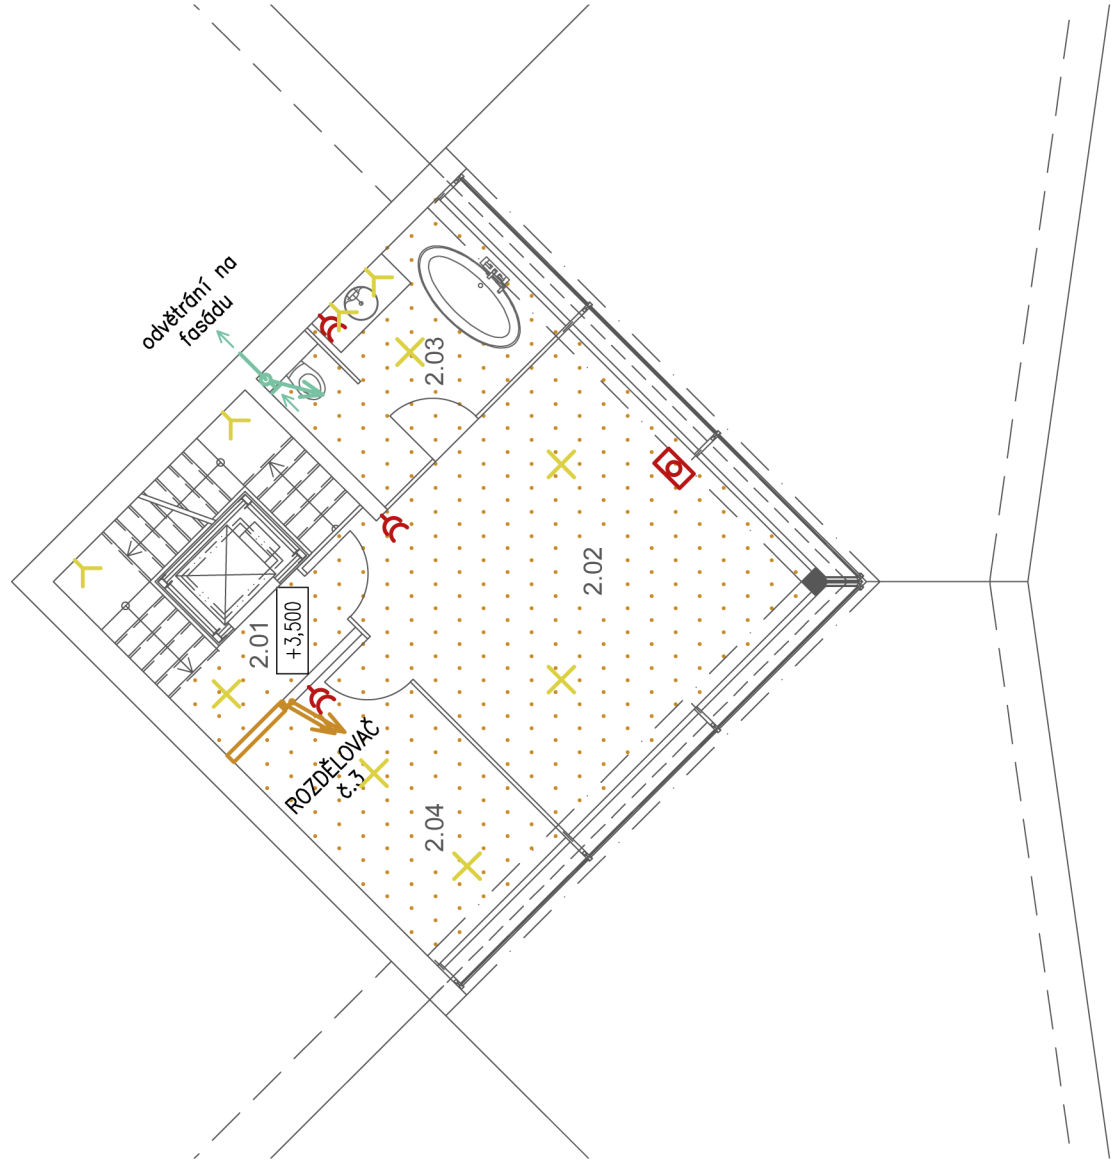 odvětrání na
fasádu
2.03
2.02
2.01
+3,500
ROZDĚLOVAČ
č.3
2.04